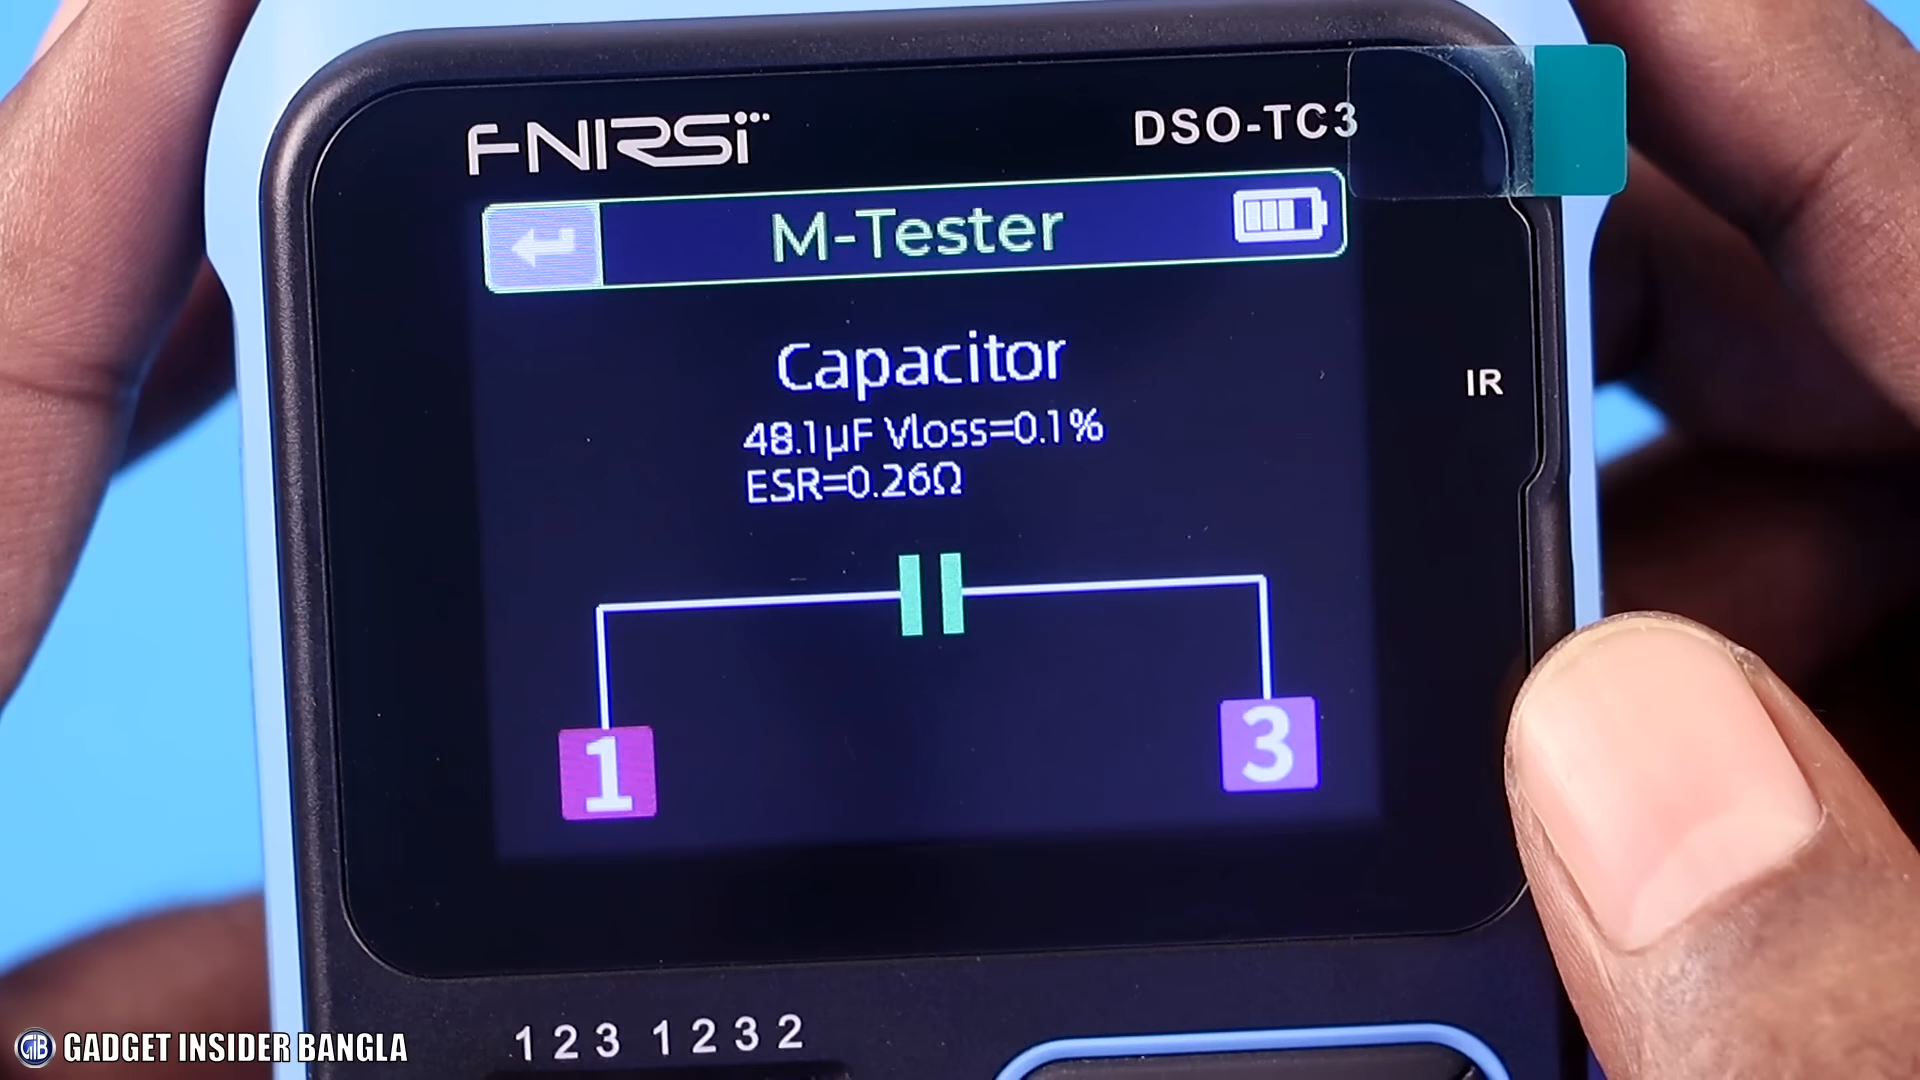 FNIRSI
DSO-TC3
M-Tester
Capacitor
48.1µF Vloss=0.1%
ESR=0.26Ω
IR
1
3
1 2 3 1 2 3 2
GIB GADGET INSIDER BANGLA